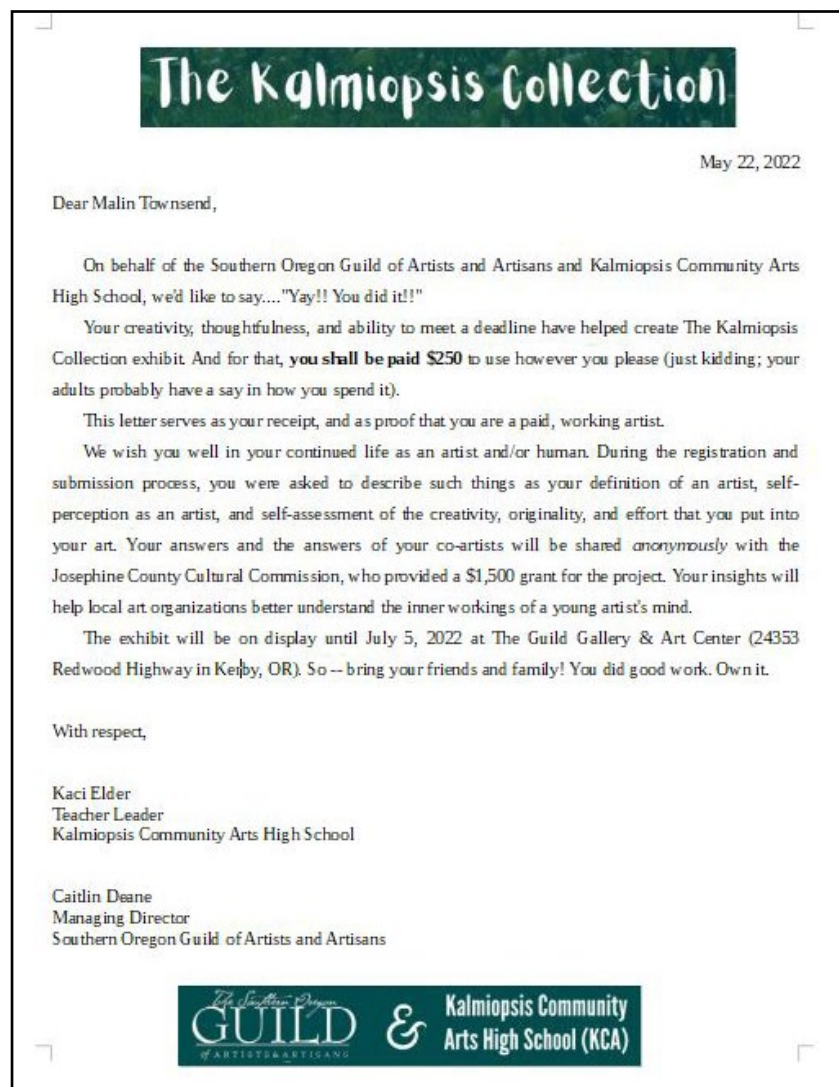 The Kalmiopsis Collection
May 22, 2022
Dear Malin Townsend,
On behalf of the Southern Oregon Guild of Artists and Artisans and Kalmiopsis Community Arts
High School, we'd like to say...."Yay!! You did it!!"
Your creativity, thoughtfulness, and ability to meet a deadline have helped create The Kalmiopsis
Collection exhibit. And for that, you shall be paid $250 to use however you please (just kidding; your
adults probably have a say in how you spend it).
This letter serves as your receipt, and as proof that you are a paid, working artist.
We wish you well in your continued life as an artist and/or human. During the registration and
submission process, you were asked to describe such things as your definition of an artist, self-
perception as an artist, and self-assessment of the creativity, originality, and effort that you put into
your art. Your answers and the answers of your co-artists will be shared anonymously with the
Josephine County Cultural Commission, who provided a $1,500 grant for the project. Your insights will
help local art organizations better understand the inner workings of a young artist's mind.
The exhibit will be on display until July 5, 2022 at The Guild Gallery & Art Center (24353
Redwood Highway in Kerby, OR). So -- bring your friends and family! You did good work. Own it.
With respect,
Kaci Elder
Teacher Leader
Kalmiopsis Community Arts High School
Caitlin Deane
Managing Director
Southern Oregon Guild of Artists and Artisans
The Southern Oregon
GUILD
of ARTISTS & ARTISANS
&
Kalmiopsis Community
Arts High School (KCA)